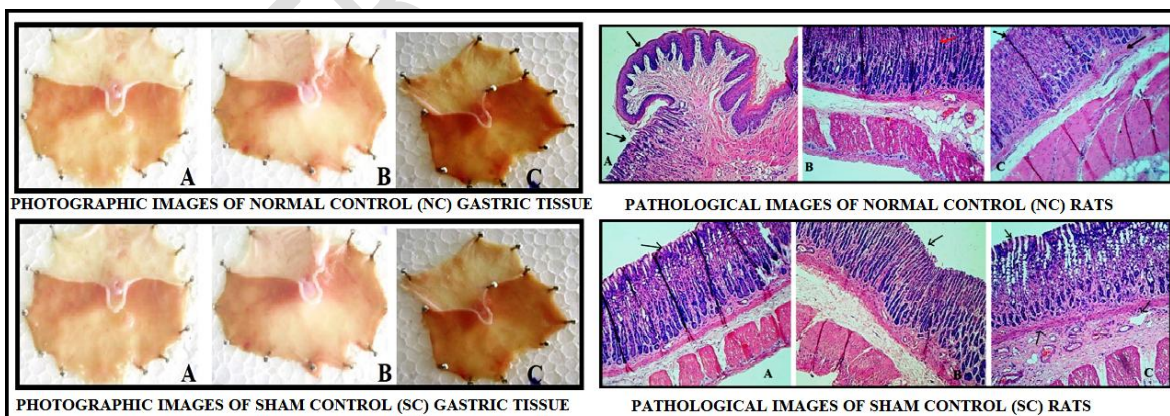 A
B
C
PHOTOGRAPHIC IMAGES OF NORMAL CONTROL (NC) GASTRIC TISSUE
A
B
C
PATHOLOGICAL IMAGES OF NORMAL CONTROL (NC) RATS
A
B
C
PHOTOGRAPHIC IMAGES OF SHAM CONTROL (SC) GASTRIC TISSUE
A
B
C
PATHOLOGICAL IMAGES OF SHAM CONTROL (SC) RATS